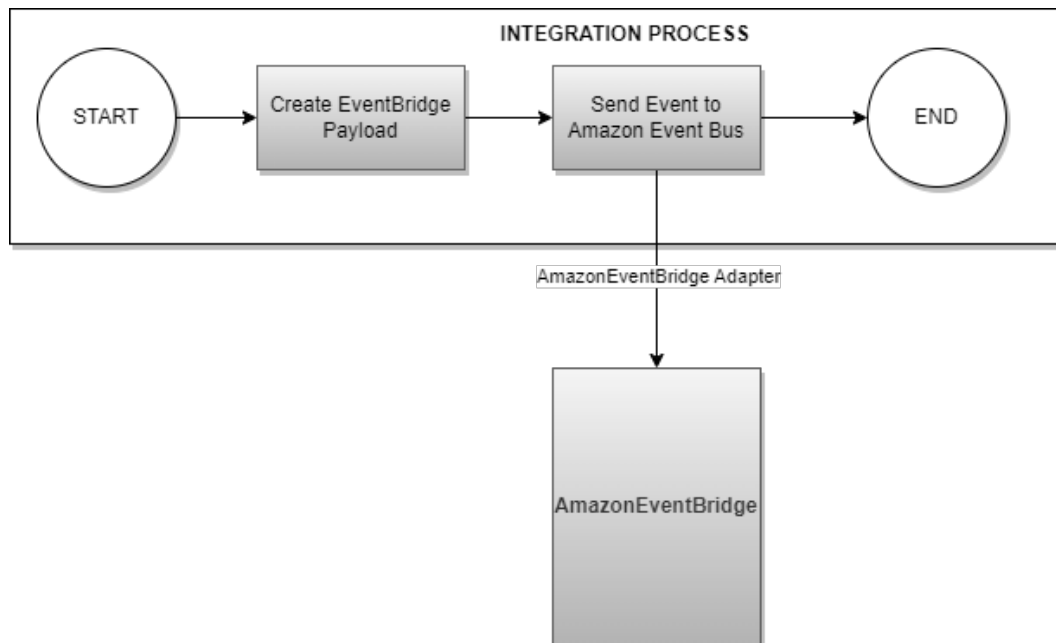 INTEGRATION PROCESS
START
Create EventBridge
Payload
Send Event to
Amazon Event Bus
END
AmazonEventBridge Adapter
AmazonEventBridge